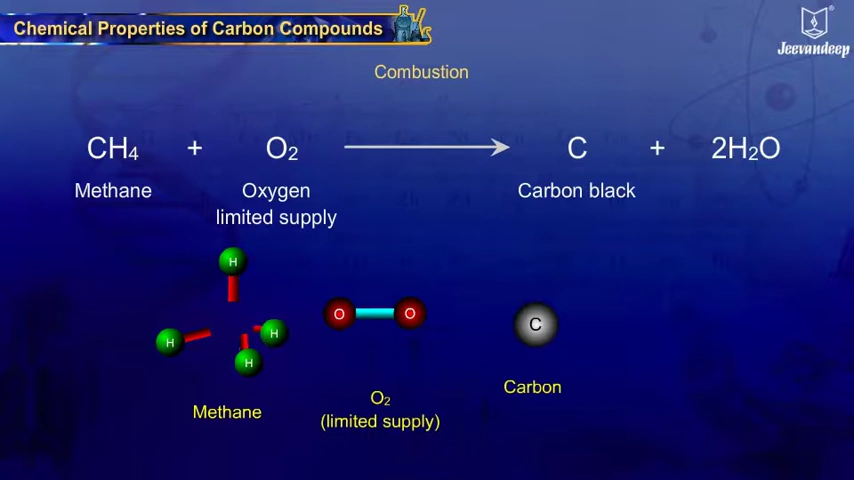 Chemical Properties of Carbon Compounds
Jeevandeep
®
Combustion
CH₄ + O₂ → C + 2H₂O
Methane Oxygen Carbon black
limited supply
H
H
H
H
O O
C
Methane
O₂
(limited supply)
Carbon